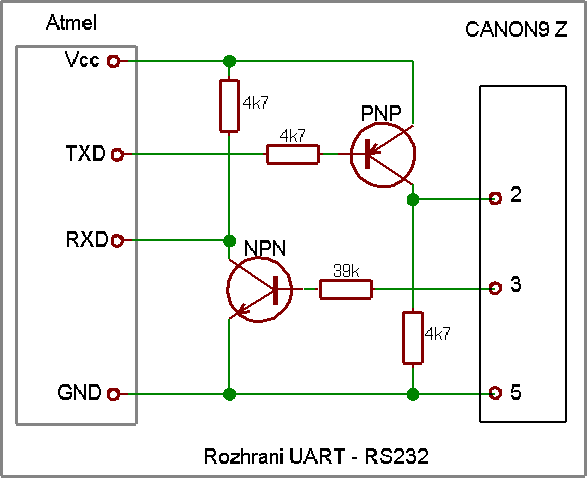 Atmel
CANON9 Z
Vcc
4k7
PNP
TXD
4k7
2
RXD
NPN
39k
3
4k7
GND
5
Rozhrani UART - RS232